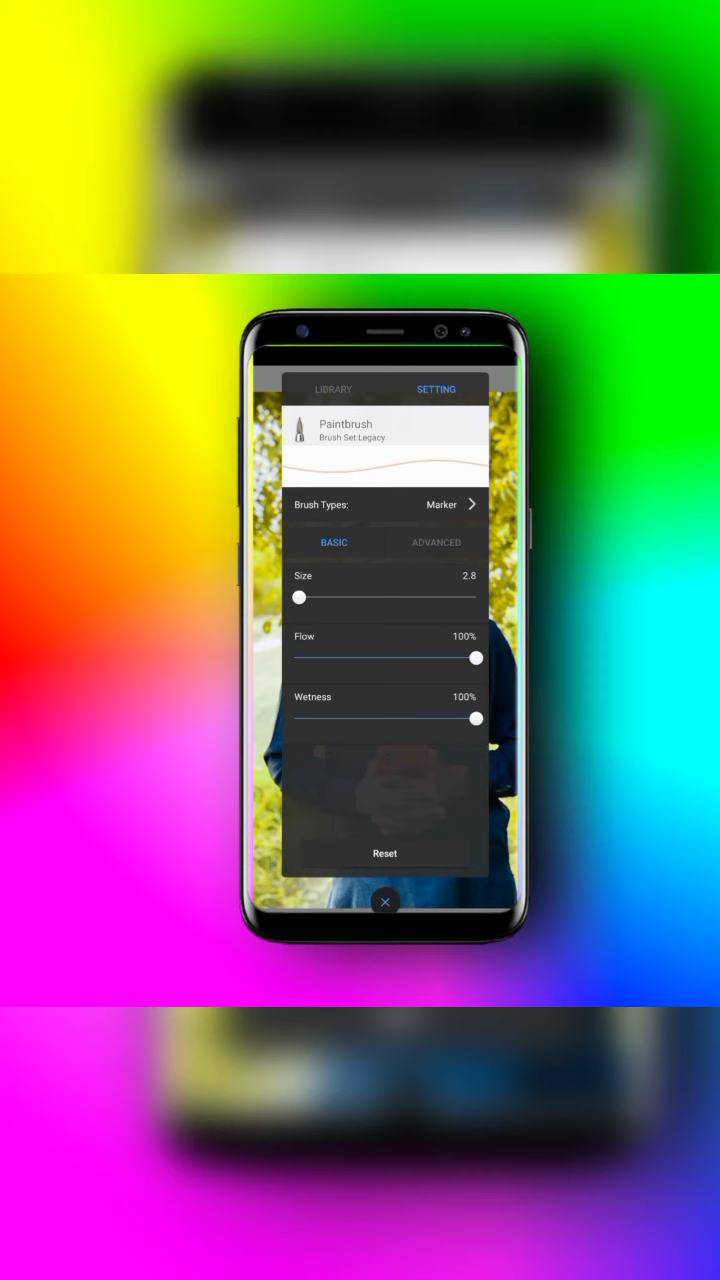 LIBRARY SETTING
Paintbrush
Brush Set:Legacy
Brush Types: Marker
BASIC ADVANCED
Size 2.8
Flow 100%
Wetness 100%
Reset